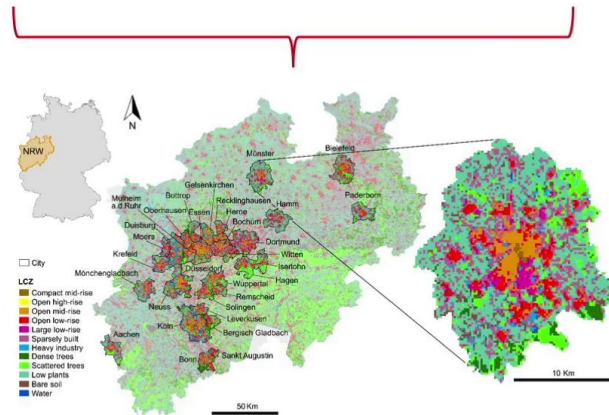 NRW
N
Münster
Bielefeld
Gelsenkirchen
Bottrop
Recklinghausen
Hamm
Paderborn
Mülheim
a.d.Ruhr
Oberhausen
Essen
Herne
Duisburg
Bochum
Moers
Dortmund
Witten
Krefeld
Iserlohn
Mönchengladbach
Düsseldorf
Hagen
Wuppertal
Remscheid
Neuss
Solingen
Leverkusen
Köln
Bergisch Gladbach
Aachen
Bonn
Sankt Augustin
City
LCZ
Compact mid-rise
Open high-rise
Open mid-rise
Open low-rise
Large low-rise
Sparsely built
Heavy industry
Dense trees
Scattered trees
Low plants
Bare soil
Water
50 Km
10 Km